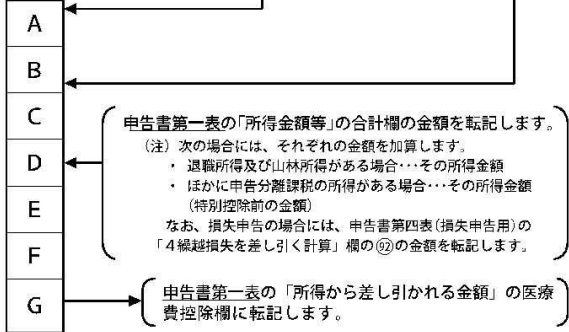 A
B
C
申告書第一表の「所得金額等」の合計欄の金額を転記します。
(注) 次の場合には、それぞれの金額を加算します。
D
・ 退職所得及び山林所得がある場合・・・その所得金額
・ ほかに申告分離課税の所得がある場合・・・その所得金額
(特別控除前の金額)
E
なお、損失申告の場合には、申告書第四表(損失申告用)の
F
「4繰越損失を差し引く計算」欄の㉒の金額を転記します。
G
申告書第一表の「所得から差し引かれる金額」の医療
費控除欄に転記します。